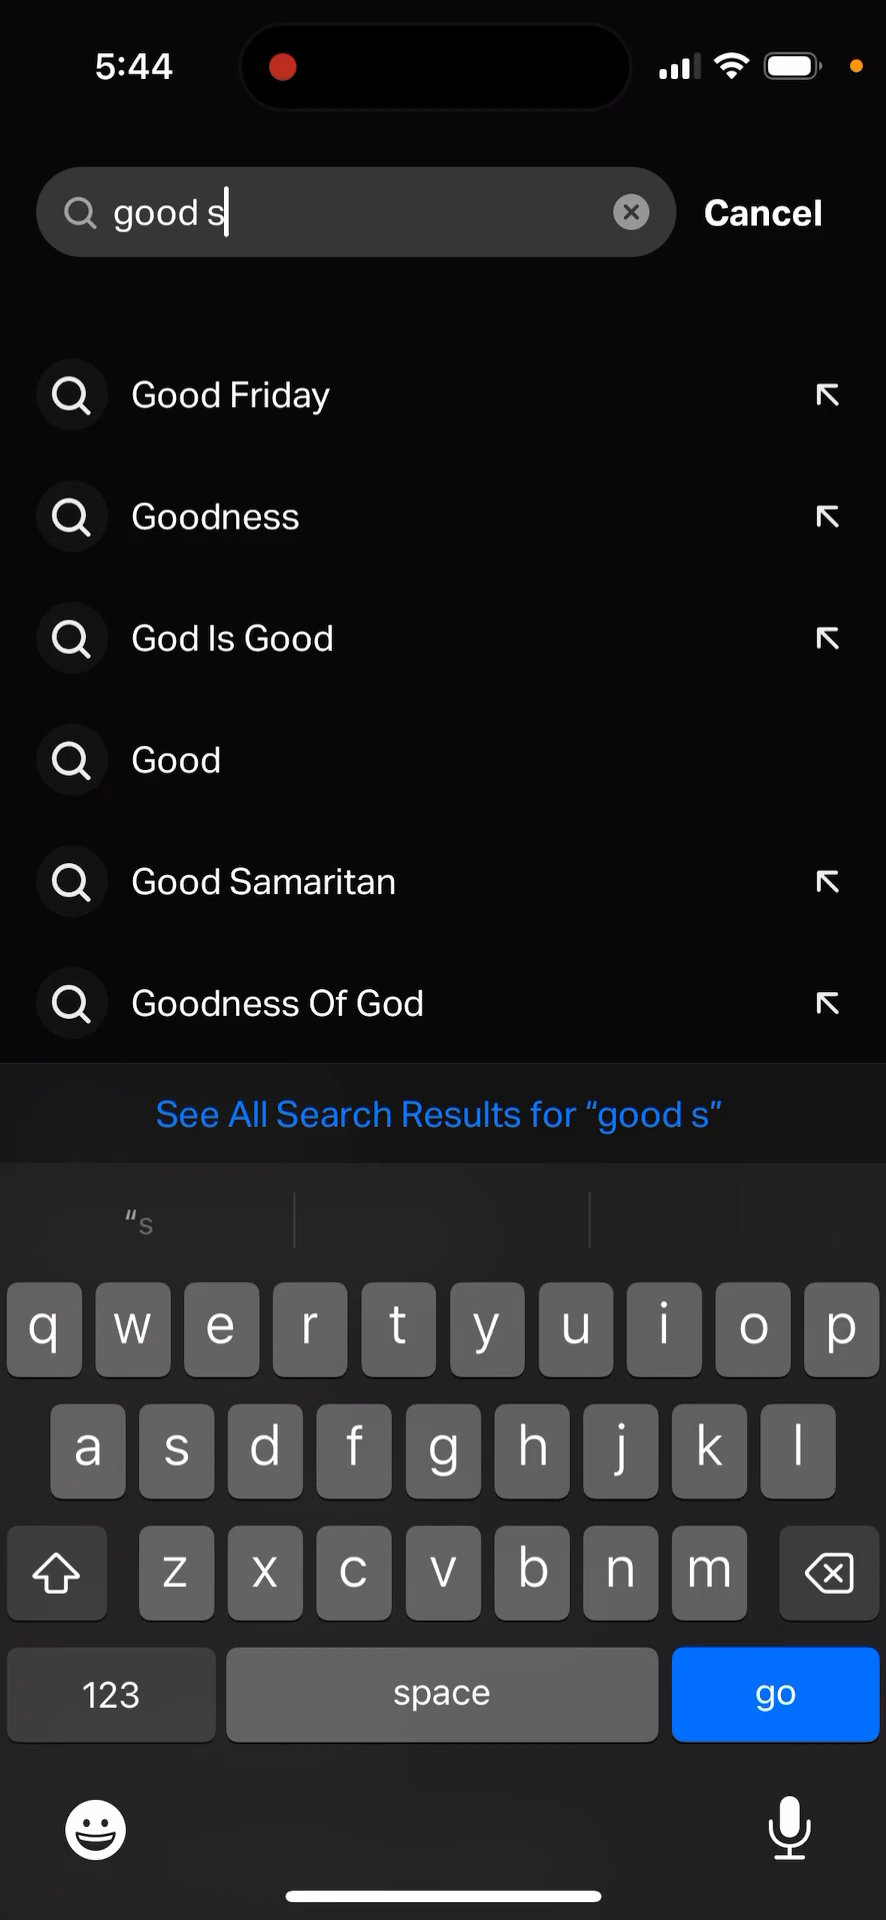 5:44
good s
Cancel
Good Friday
Goodness
God Is Good
Good
Good Samaritan
Goodness Of God
See All Search Results for “good s”
“s
q w e r t y u i o p
a s d f g h j k l
z x c v b n m
123 space go